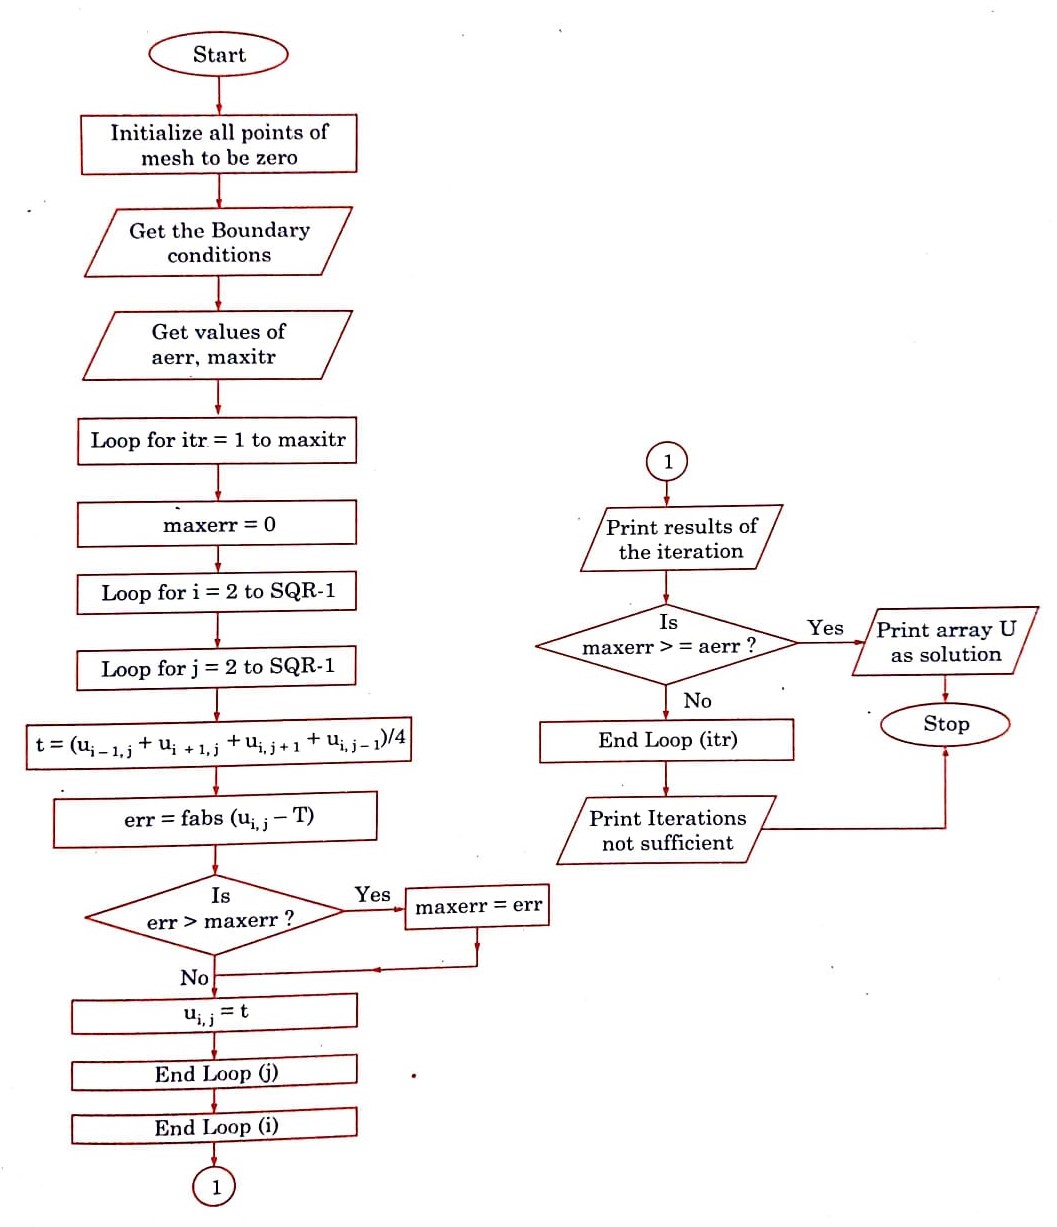 Start
Initialize all points of
mesh to be zero
Get the Boundary
conditions
Get values of
aerr, maxitr
Loop for itr = 1 to maxitr
maxerr = 0
Loop for i = 2 to SQR-1
Loop for j = 2 to SQR-1
t = (u_{i – 1, j} + u_{i + 1, j} + u_{i, j + 1} + u_{i, j – 1})/4
err = fabs (u_{i, j} – T)
Is
err > maxerr ?
Yes
maxerr = err
No
u_{i, j} = t
End Loop (j)
End Loop (i)
1
1
Print results of
the iteration
Is
maxerr > = aerr ?
Yes
Print array U
as solution
Stop
No
End Loop (itr)
Print Iterations
not sufficient